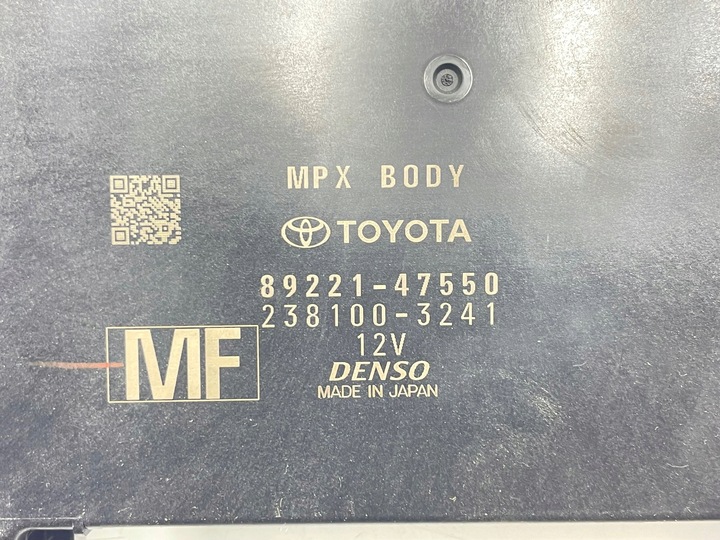 MPX BODY
TOYOTA
89221-47550
238100-3241
12V
DENSO
MADE IN JAPAN
MF